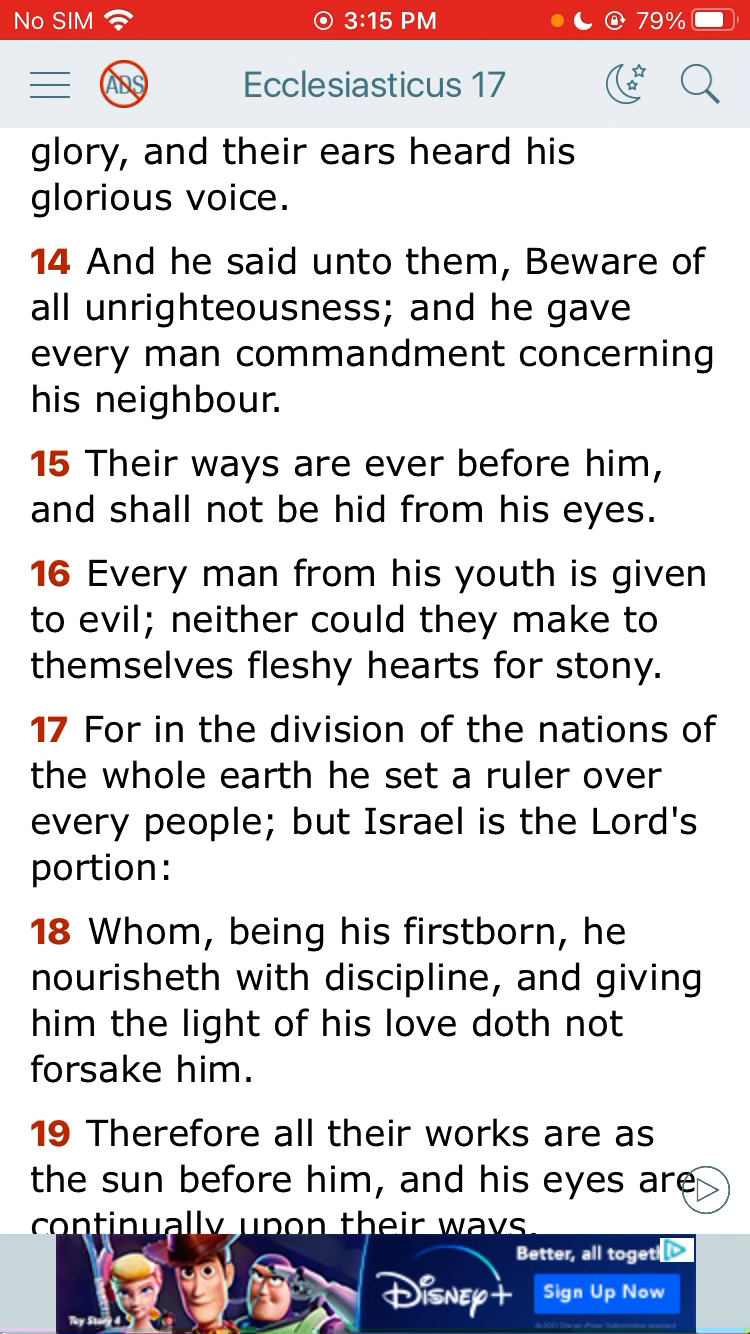 No SIM 3:15 PM 79%
ADS Ecclesiasticus 17
glory, and their ears heard his
glorious voice.
14 And he said unto them, Beware of
all unrighteousness; and he gave
every man commandment concerning
his neighbour.
15 Their ways are ever before him,
and shall not be hid from his eyes.
16 Every man from his youth is given
to evil; neither could they make to
themselves fleshy hearts for stony.
17 For in the division of the nations of
the whole earth he set a ruler over
every people; but Israel is the Lord's
portion:
18 Whom, being his firstborn, he
nourisheth with discipline, and giving
him the light of his love doth not
forsake him.
19 Therefore all their works are as
the sun before him, and his eyes are
continually upon their ways.
Better, all togeth
Disney+
Sign Up Now
Toy Story 4